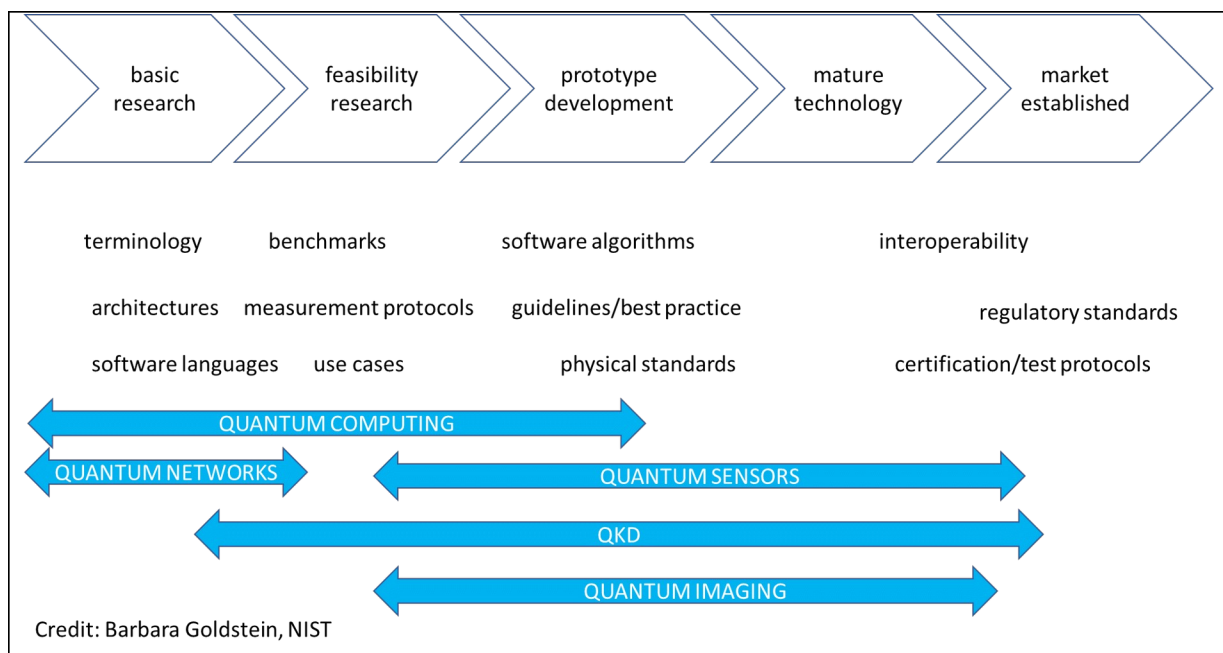 basic
research
feasibility
research
prototype
development
mature
technology
market
established
terminology
benchmarks
software algorithms
interoperability
architectures
measurement protocols
guidelines/best practice
regulatory standards
software languages
use cases
physical standards
certification/test protocols
QUANTUM COMPUTING
QUANTUM NETWORKS
QUANTUM SENSORS
QKD
QUANTUM IMAGING
Credit: Barbara Goldstein, NIST